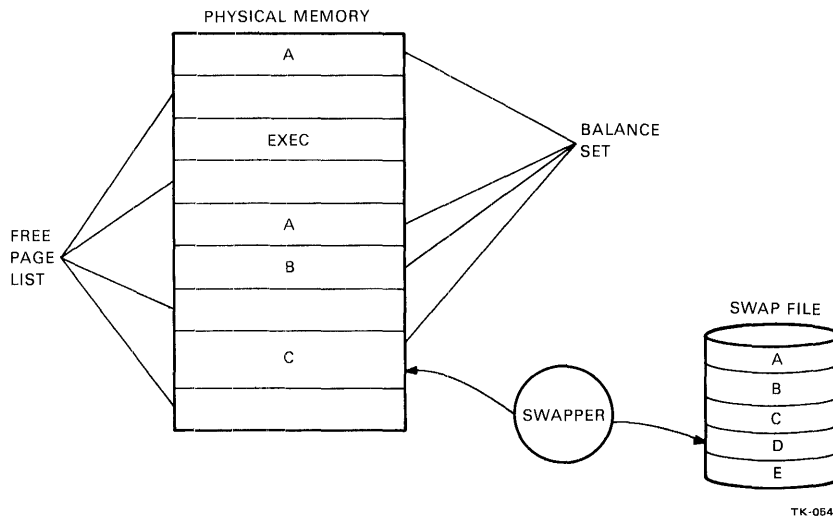 PHYSICAL MEMORY
A
EXEC
A
B
C
BALANCE
SET
FREE
PAGE
LIST
SWAPPER
SWAP FILE
A
B
C
D
E
TK-054